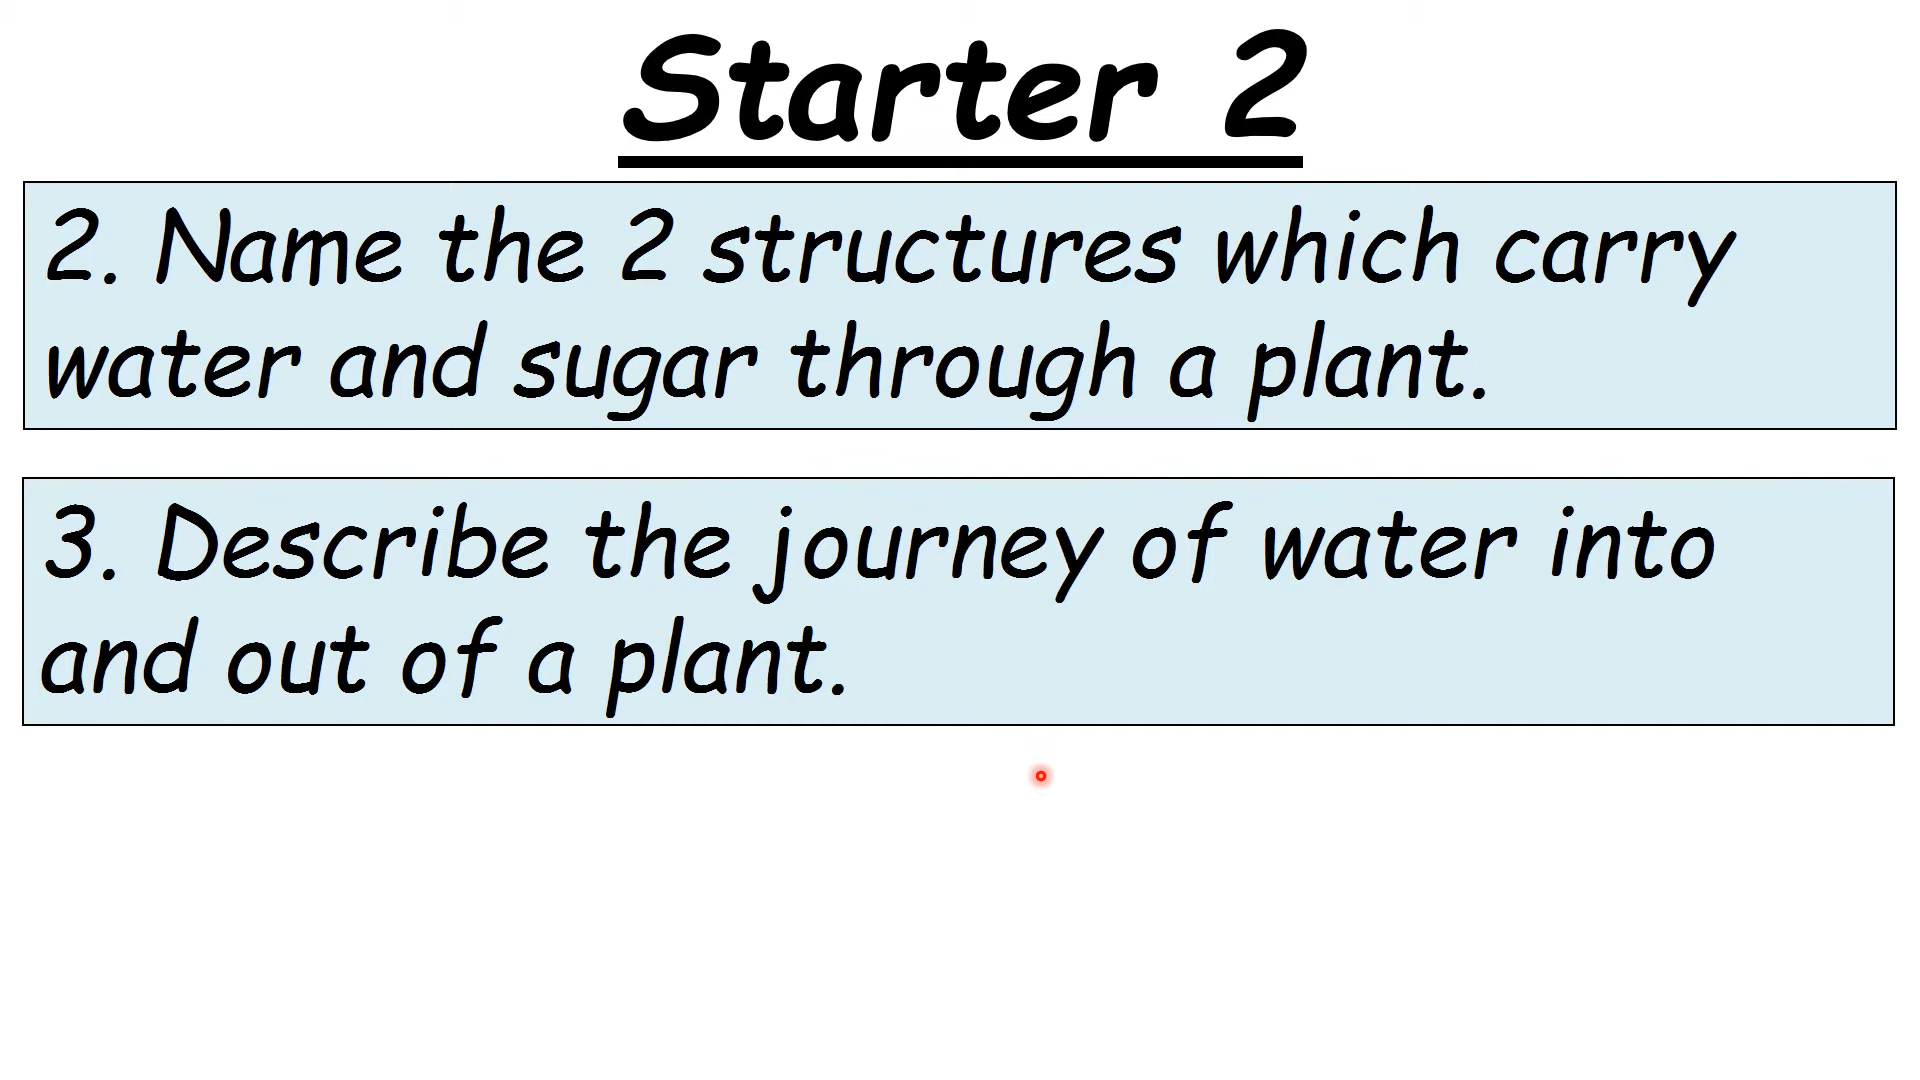 Starter 2
2. Name the 2 structures which carry
water and sugar through a plant.
3. Describe the journey of water into
and out of a plant.